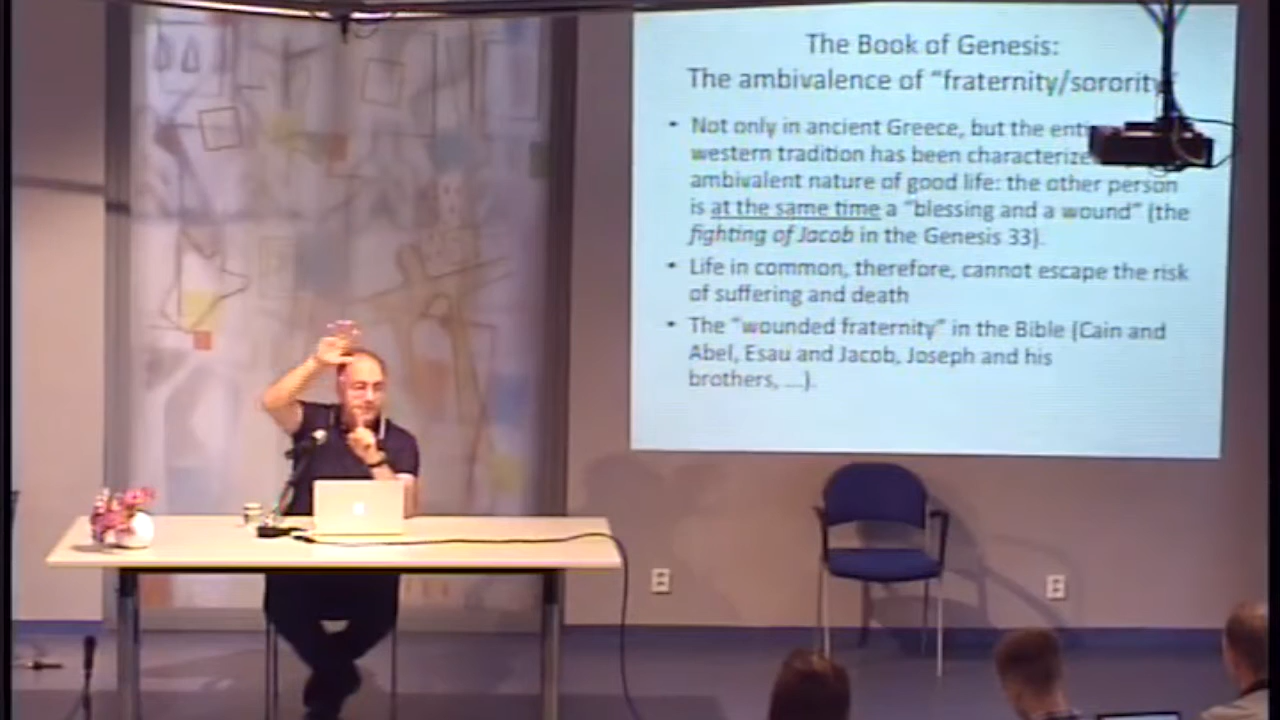 The Book of Genesis:
The ambivalence of “fraternity/sorority”
• Not only in ancient Greece, but the
western tradition has been
ambivalent nature of good life: the other person
is at the same time a “blessing and a wound” (the
fighting of Jacob in the Genesis 33).
• Life in common, therefore, cannot escape the risk
of suffering and death
• The “wounded fraternity” in the Bible (Cain and
Abel, Esau and Jacob, Joseph and his
brothers, ...).